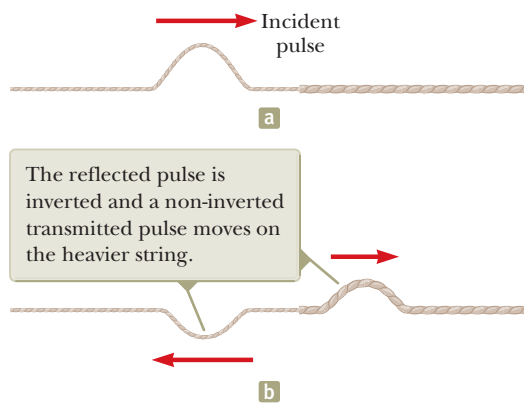 Incident
pulse
a
The reflected pulse is
inverted and a non-inverted
transmitted pulse moves on
the heavier string.
b